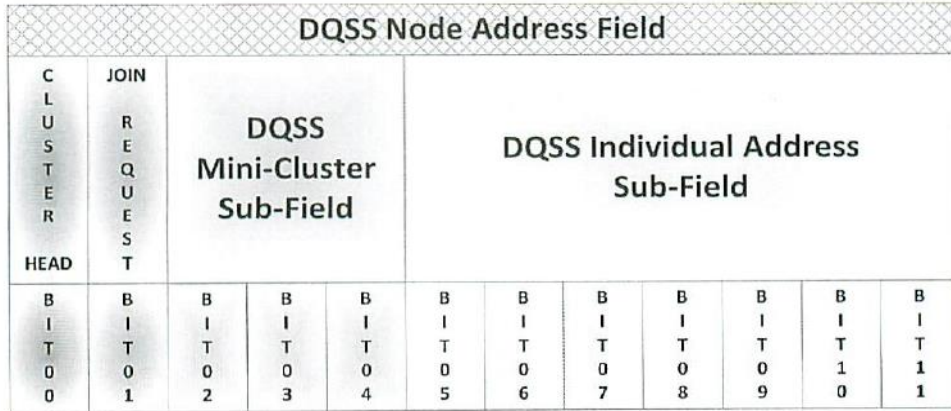 DQSS Node Address Field
CLUSTER HEAD
JOIN REQUEST
DQSS
Mini-Cluster
Sub-Field
DQSS Individual Address
Sub-Field
BIT00
BIT01
BIT02
BIT03
BIT04
BIT05
BIT06
BIT07
BIT08
BIT09
BIT10
BIT11